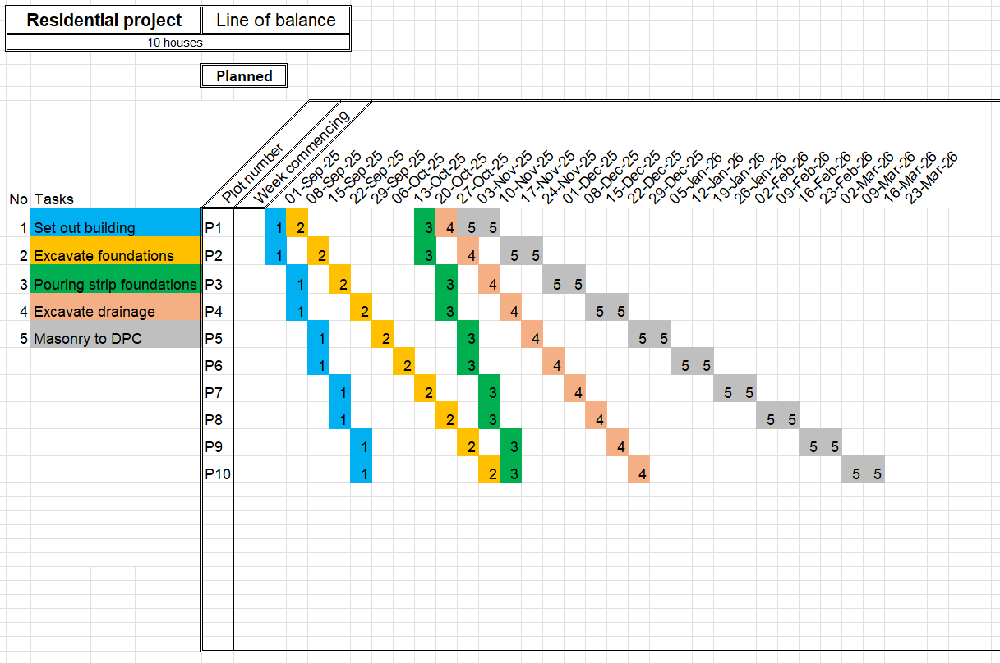 Residential project Line of balance
10 houses
Planned
Plot number
Week commencing
01-Sep-25
08-Sep-25
15-Sep-25
22-Sep-25
29-Sep-25
06-Oct-25
13-Oct-25
20-Oct-25
27-Oct-25
03-Nov-25
10-Nov-25
17-Nov-25
24-Nov-25
01-Dec-25
08-Dec-25
15-Dec-25
22-Dec-25
29-Dec-25
05-Jan-26
12-Jan-26
19-Jan-26
26-Jan-26
02-Feb-26
09-Feb-26
16-Feb-26
23-Feb-26
02-Mar-26
09-Mar-26
16-Mar-26
23-Mar-26
No Tasks
1 Set out building P1 1 2 3 4 5 5
2 Excavate foundations P2 1 2 3 4 5 5
3 Pouring strip foundations P3 1 2 3 4 5 5
4 Excavate drainage P4 1 2 3 4 5 5
5 Masonry to DPC P5 1 2 3 4 5 5
P6 1 2 3 4 5 5
P7 1 2 3 4 5 5
P8 1 2 3 4 5 5
P9 1 2 3 4 5 5
P10 1 2 3 4 5 5